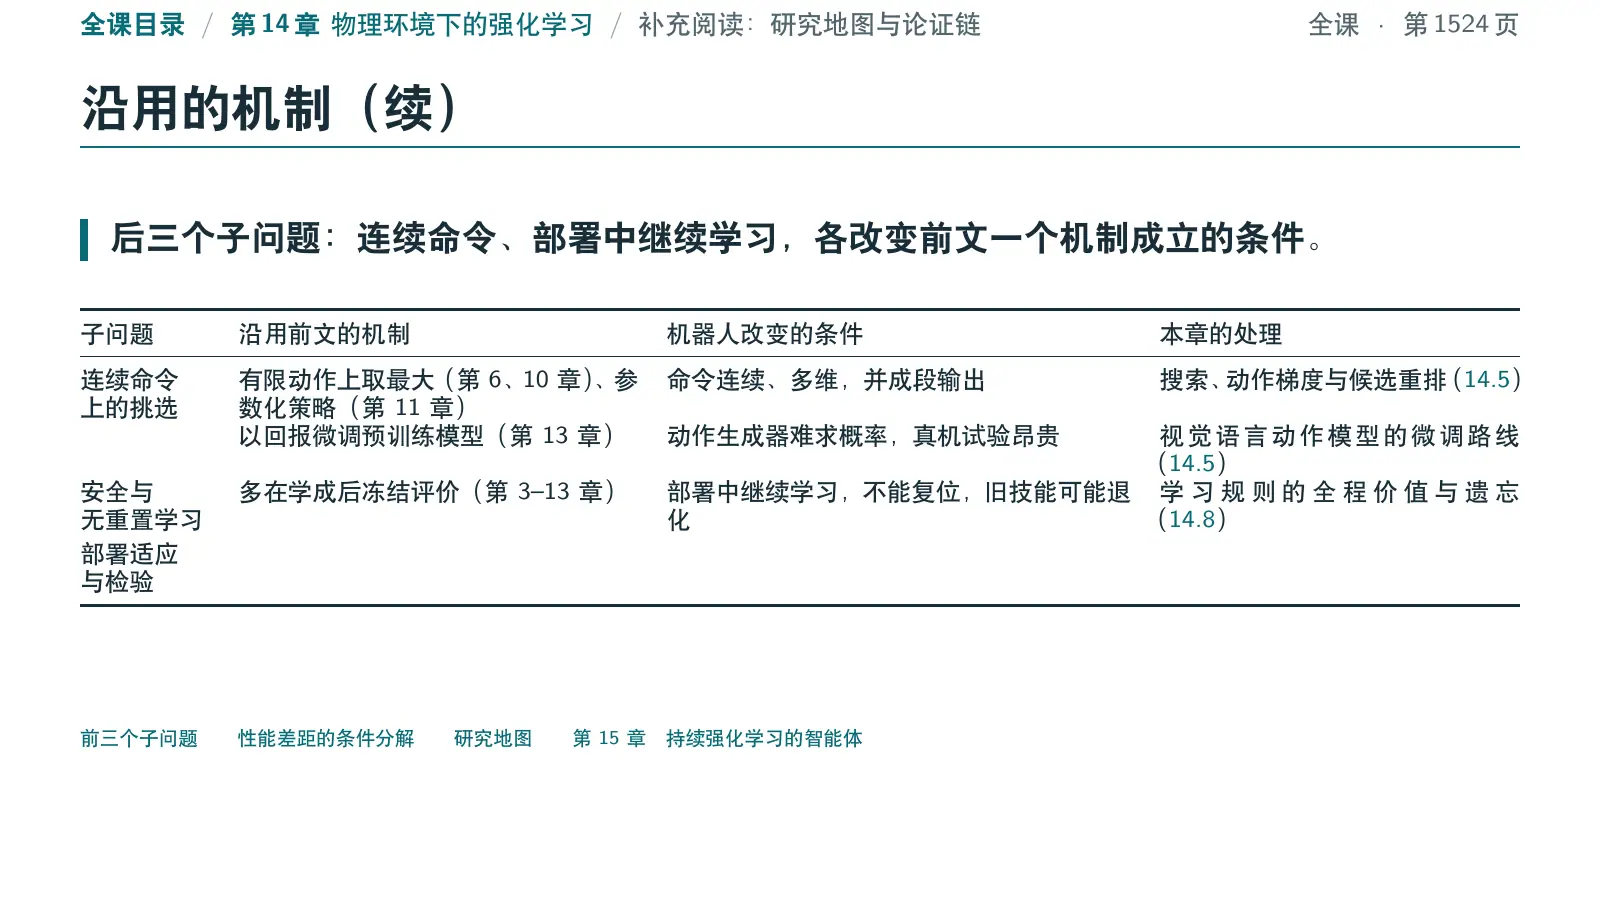 全课目录 / 第 14 章 物理环境下的强化学习 / 补充阅读：研究地图与论证链 全课 · 第 1524 页
沿用的机制（续）
后三个子问题：连续命令、部署中继续学习，各改变前文一个机制成立的条件。
子问题 沿用前文的机制 机器人改变的条件 本章的处理
连续命令 有限动作上取最大（第 6、10 章）、参 命令连续、多维，并成段输出 搜索、动作梯度与候选重排 (14.5)
上的挑选 数化策略（第 11 章）
以回报微调预训练模型（第 13 章） 动作生成器难求概率，真机试验昂贵 视觉语言动作模型的微调路线
(14.5)
安全与 多在学成后冻结评价（第 3–13 章） 部署中继续学习，不能复位，旧技能可能退 学习规则的全程价值与遗忘
无重置学习 化 (14.8)
部署适应
与检验
前三个子问题 性能差距的条件分解 研究地图 第 15 章 持续强化学习的智能体